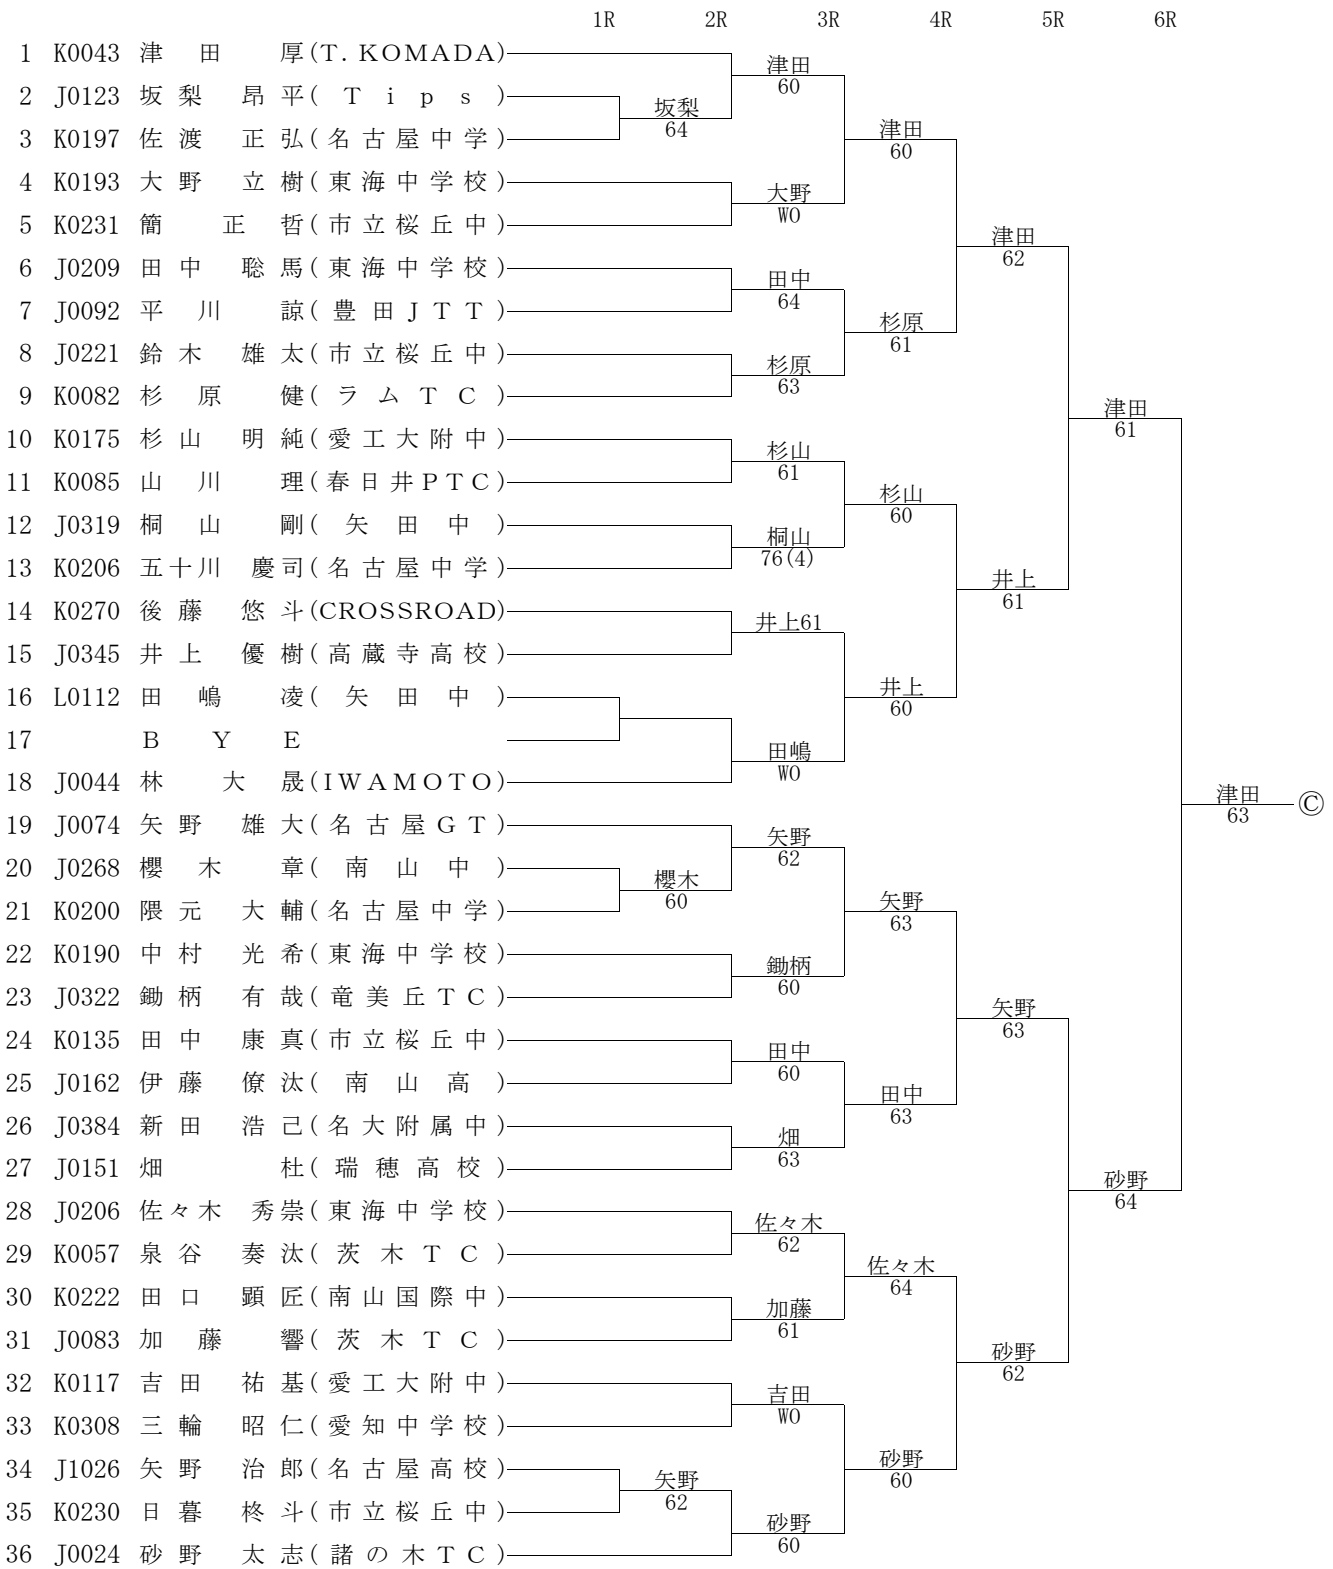 1R 2R 3R 4R 5R 6R
1 K0043 津田 厚(T.KOMADA)
2 J0123 坂梨 昂平(Tips)
3 K0197 佐渡 正弘(名古屋中学)
4 K0193 大野 立樹(東海中学校)
5 K0231 簡 正哲(市立桜丘中)
6 J0209 田中 聡馬(東海中学校)
7 J0092 平川 諒(豊田JTT)
8 J0221 鈴木 雄太(市立桜丘中)
9 K0082 杉原 健(ラムTC)
10 K0175 杉山 明純(愛工大附中)
11 K0085 山川 理(春日井PTC)
12 J0319 桐山 剛(矢田中)
13 K0206 五十川 慶司(名古屋中学)
14 K0270 後藤 悠斗(CROSSROAD)
15 J0345 井上 優樹(高蔵寺高校)
16 L0112 田嶋 凌(矢田中)
17 BYE
18 J0044 林 大晟(IWAMOTO)
19 J0074 矢野 雄大(名古屋GT)
20 J0268 櫻木 章(南山中)
21 K0200 隈元 大輔(名古屋中学)
22 K0190 中村 光希(東海中学校)
23 J0322 鋤柄 有哉(竜美丘TC)
24 K0135 田中 康真(市立桜丘中)
25 J0162 伊藤 僚汰(南山高)
26 J0384 新田 浩己(名大附属中)
27 J0151 畑 杜(瑞穂高校)
28 J0206 佐々木 秀崇(東海中学校)
29 K0057 泉谷 奏汰(茨木TC)
30 K0222 田口 顕匠(南山国際中)
31 J0083 加藤 響(茨木TC)
32 K0117 吉田 祐基(愛工大附中)
33 K0308 三輪 昭仁(愛知中学校)
34 J1026 矢野 治郎(名古屋高校)
35 K0230 日暮 柊斗(市立桜丘中)
36 J0024 砂野 太志(諸の木TC)
坂梨
64
櫻木
60
矢野
62
津田
60
大野
WO
田中
64
杉原
63
杉山
61
桐山
76(4)
井上61
田嶋
WO
矢野
62
鋤柄
60
田中
60
畑
63
佐々木
62
加藤
61
吉田
WO
砂野
60
津田
60
杉原
61
杉山
60
井上
60
矢野
63
田中
63
佐々木
64
砂野
60
津田
62
井上
61
矢野
63
砂野
62
津田
61
砂野
64
津田
63
©